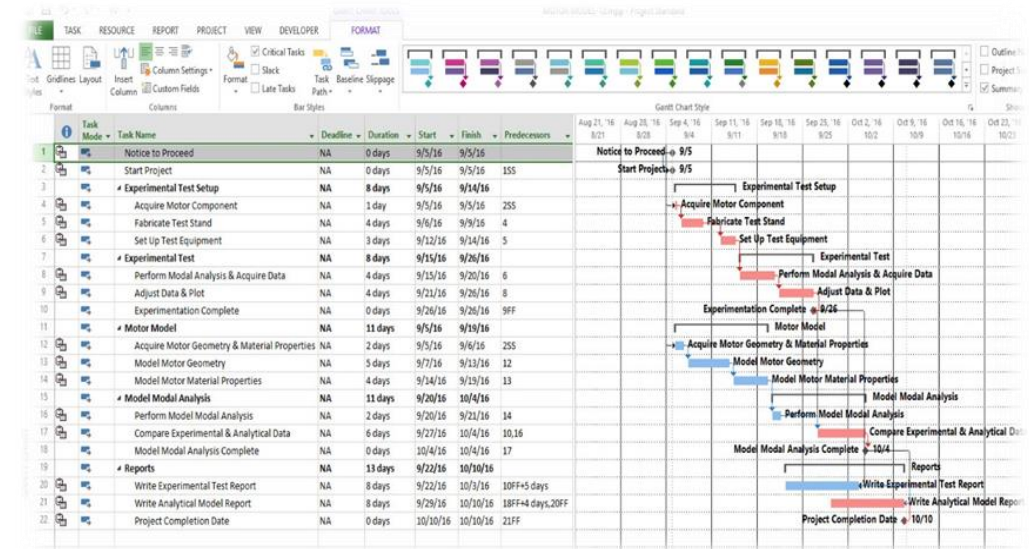 TASK RESOURCE REPORT PROJECT VIEW DEVELOPER FORMAT
Gridlines Layout Insert Column Column Settings Custom Fields Format Critical Tasks Slack Late Tasks Task Path Baseline Slippage
Format Columns Bar Styles Gantt Chart Style
Task Mode Task Name Deadline Duration Start Finish Predecessors
Aug 21, '16 Aug 28, '16 Sep 4, '16 Sep 11, '16 Sep 18, '16 Sep 25, '16 Oct 2, '16 Oct 9, '16 Oct 16, '16
8/21 8/28 9/4 9/11 9/18 9/25 10/2 10/9 10/16
1 Notice to Proceed NA 0 days 9/5/16 9/5/16 Notice to Proceed 9/5
2 Start Project NA 0 days 9/5/16 9/5/16 1SS Start Project 9/5
3 Experimental Test Setup NA 8 days 9/5/16 9/14/16 Experimental Test Setup
4 Acquire Motor Component NA 1 day 9/5/16 9/5/16 2SS Acquire Motor Component
5 Fabricate Test Stand NA 4 days 9/6/16 9/9/16 4 Fabricate Test Stand
6 Set Up Test Equipment NA 3 days 9/12/16 9/14/16 5 Set Up Test Equipment
7 Experimental Test NA 8 days 9/15/16 9/26/16 Experimental Test
8 Perform Modal Analysis & Acquire Data NA 4 days 9/15/16 9/20/16 6 Perform Modal Analysis & Acquire Data
9 Adjust Data & Plot NA 4 days 9/21/16 9/26/16 8 Adjust Data & Plot
10 Experimentation Complete NA 0 days 9/26/16 9/26/16 9FF Experimentation Complete 9/26
11 Motor Model NA 11 days 9/5/16 9/19/16 Motor Model
12 Acquire Motor Geometry & Material Properties NA 2 days 9/5/16 9/6/16 2SS Acquire Motor Geometry & Material Properties
13 Model Motor Geometry NA 5 days 9/7/16 9/13/16 12 Model Motor Geometry
14 Model Motor Material Properties NA 4 days 9/14/16 9/19/16 13 Model Motor Material Properties
15 Model Modal Analysis NA 11 days 9/20/16 10/4/16 Model Modal Analysis
16 Perform Model Modal Analysis NA 2 days 9/20/16 9/21/16 14 Perform Model Modal Analysis
17 Compare Experimental & Analytical Data NA 6 days 9/27/16 10/4/16 10,16 Compare Experimental & Analytical Data
18 Model Modal Analysis Complete NA 0 days 10/4/16 10/4/16 17 Model Modal Analysis Complete 10/4
19 Reports NA 13 days 9/22/16 10/10/16 Reports
20 Write Experimental Test Report NA 8 days 9/22/16 10/3/16 10FF+5 days Write Experimental Test Report
21 Write Analytical Model Report NA 8 days 9/29/16 10/10/16 18FF+4 days,20FF Write Analytical Model Repor
22 Project Completion Date NA 0 days 10/10/16 10/10/16 21FF Project Completion Date 10/10